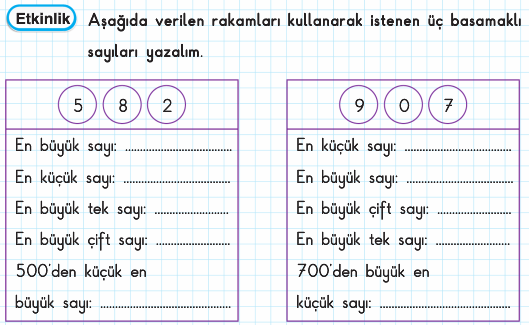 Etkinlik Aşağıda verilen rakamları kullanarak istenen üç basamaklı
sayıları yazalım.
5 8 2
En büyük sayı: ..............................
En küçük sayı: ..............................
En büyük tek sayı: .....................
En büyük çift sayı: .....................
500'den küçük en
büyük sayı: .....................................
9 0 7
En küçük sayı: ..............................
En büyük sayı: ..............................
En büyük çift sayı: .....................
En büyük tek sayı: .....................
700'den büyük en
küçük sayı: .....................................